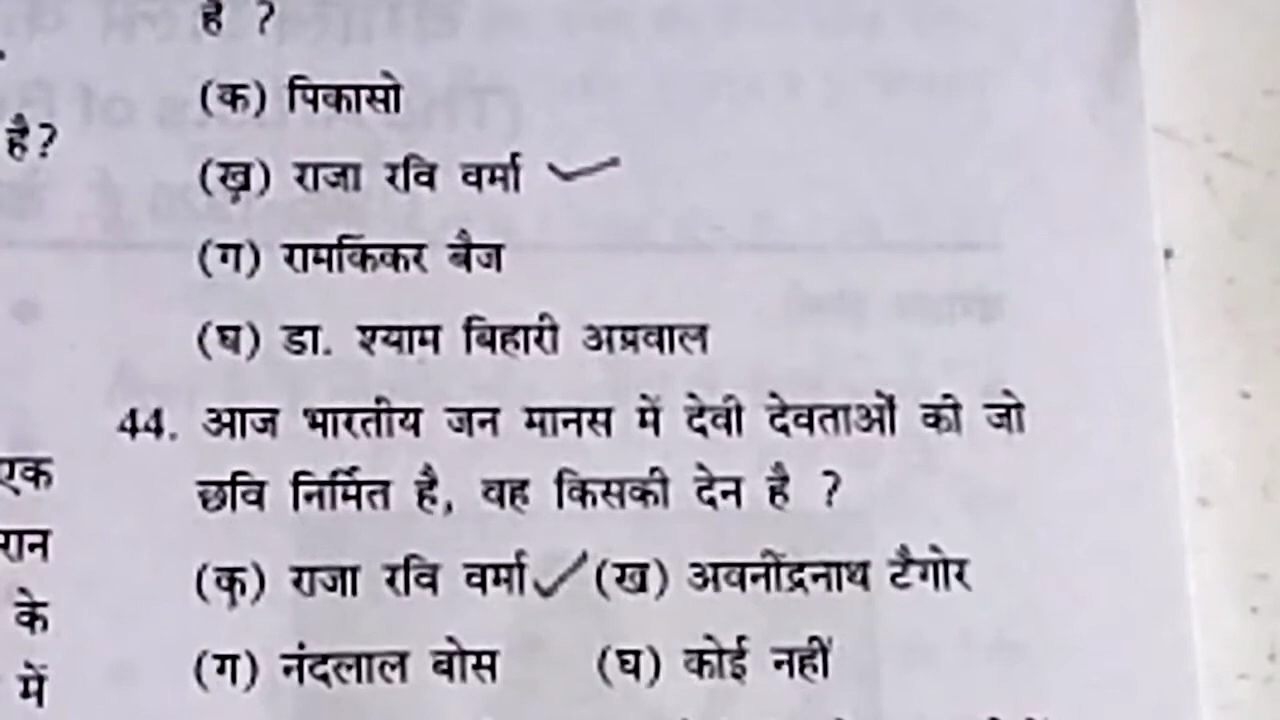 है ?
(क) पिकासो
है?
(ख) राजा रवि वर्मा
(ग) रामकिंकर बैज
(घ) डा. श्याम बिहारी अग्रवाल
44. आज भारतीय जन मानस में देवी देवताओं की जो
एक
छवि निर्मित है, वह किसकी देन है ?
रान
(क) राजा रवि वर्मा (ख) अवनींद्रनाथ टैगोर
के
(ग) नंदलाल बोस (घ) कोई नहीं
में